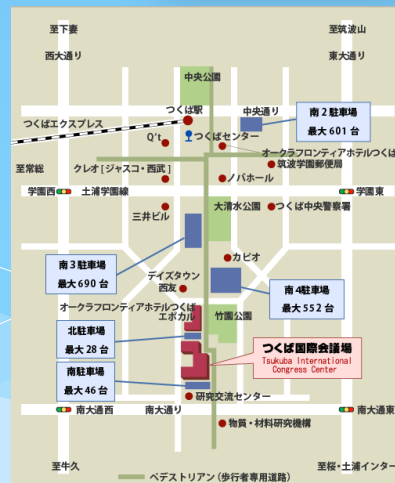 至下妻
至筑波山
西大通り
東大通り
中央公園
つくば駅
中央通り
南2駐車場
最大601台
つくばエクスプレス
Q't
つくばセンター
オークラフロンティアホテルつくば
筑波学園郵便局
至常総
クレオ[ジャスコ・西武]
ノバホール
学園西
土浦学園線
学園東
三井ビル
大清水公園
つくば中央警察署
南3駐車場
最大690台
カピオ
デイズタウン
西友
南4駐車場
最大552台
オークラフロンティアホテルつくば
エポカル
竹園公園
北駐車場
最大28台
つくば国際会議場
Tsukuba International
Congress Center
南駐車場
最大46台
研究交流センター
南大通西
南大通り
南大通東
物質・材料研究機構
至牛久
至桜・土浦インター
ペデストリアン(歩行者専用道路)